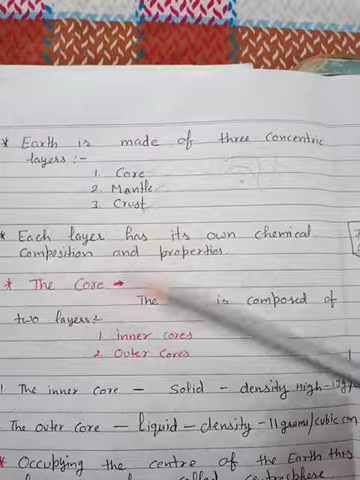 * Earth is made of three concentric
layers :-
1. Core
2. Mantle
3. Crust
* Each layer has its own chemical
composition and properties.
* The Core →
The is composed of
two layers:-
1 inner cores
2 Outer Cores
The inner core - Solid - density High -
The outer core - liquid - density - 11 grams/cubic cm
* Occupying the centre of the Earth this
called centrosphere